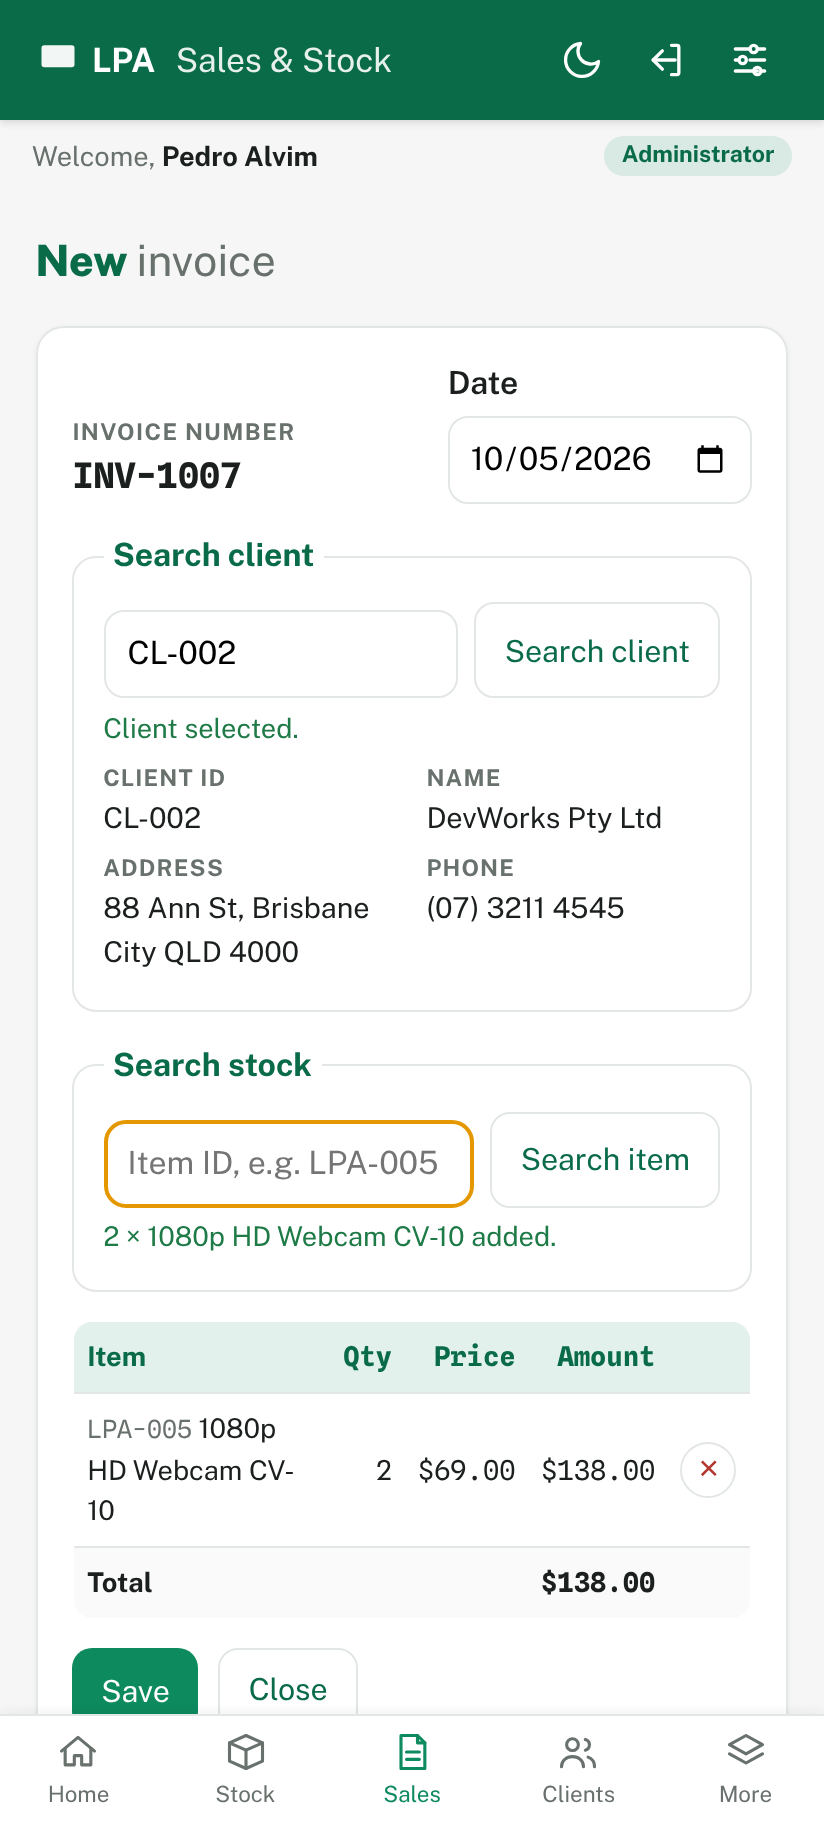 LPA Sales & Stock
Welcome, Pedro Alvim
Administrator
New invoice
Date
INVOICE NUMBER
INV-1007
10/05/2026
Search client
CL-002
Search client
Client selected.
CLIENT ID
NAME
CL-002
DevWorks Pty Ltd
ADDRESS
PHONE
88 Ann St, Brisbane
(07) 3211 4545
City QLD 4000
Search stock
Item ID, e.g. LPA-005
Search item
2 × 1080p HD Webcam CV-10 added.
Item Qty Price Amount
LPA-005 1080p
HD Webcam CV-
2 $69.00 $138.00 ×
10
Total $138.00
Save
Close
Home
Stock
Sales
Clients
More